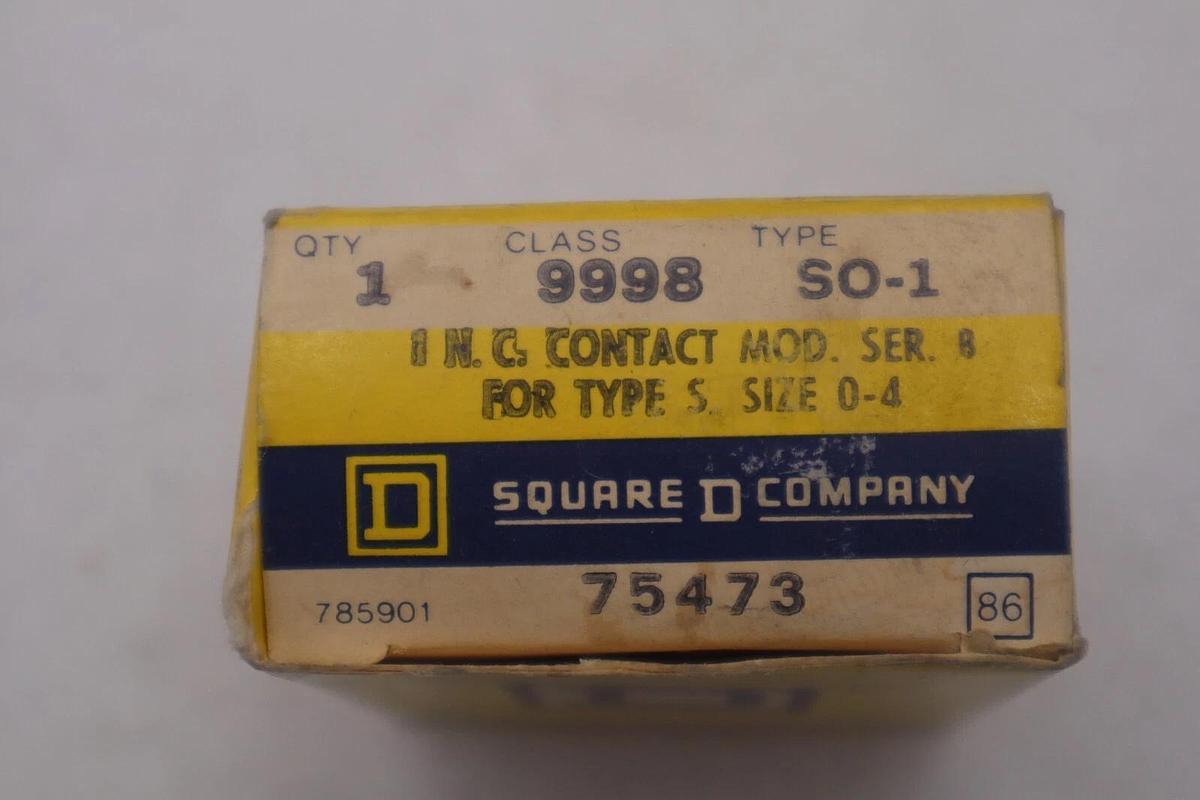 QTY CLASS TYPE
1 9998 SO-1
1 N.C. CONTACT MOD. SER. B
FOR TYPE S. SIZE 0-4
D SQUARE D COMPANY
75473
785901 86